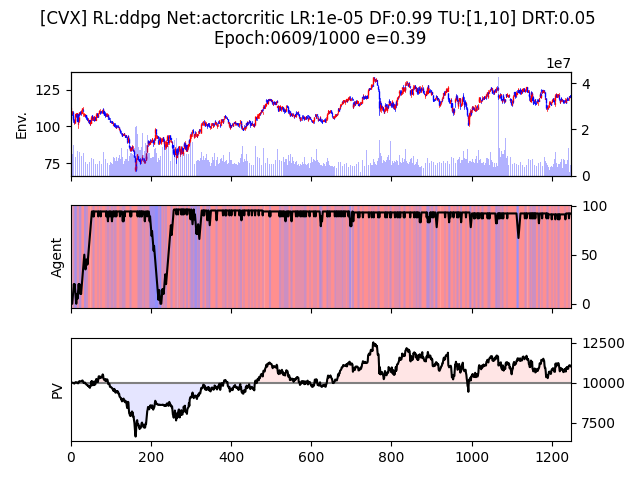 [CVX] RL:ddpg Net:actorcritic LR:1e-05 DF:0.99 TU:[1,10] DRT:0.05
Epoch:0609/1000 e=0.39
1e7
Env.
125
100
75
4
2
0
Agent
100
50
0
PV
12500
10000
7500
0 200 400 600 800 1000 1200